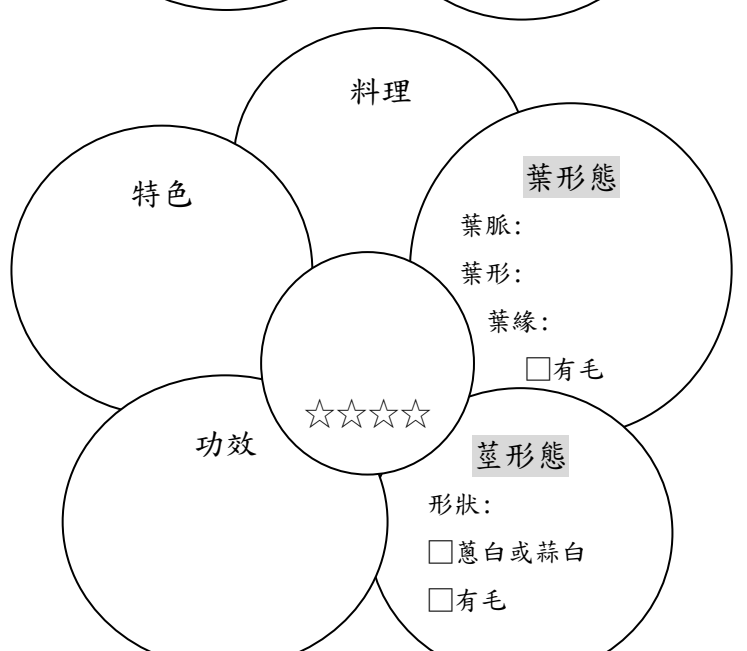 料理
特色
葉形態
葉脈：
葉形：
葉緣：
□有毛
☆☆☆☆
功效
莖形態
形狀：
□蔥白或蒜白
□有毛